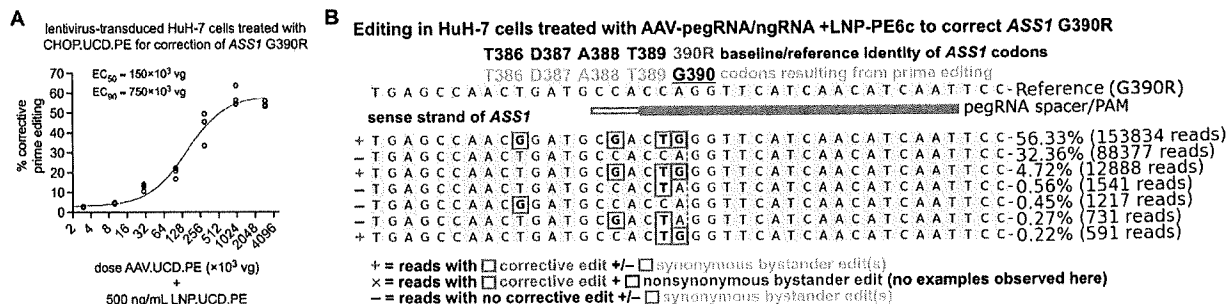 A
lentivirus-transduced HuH-7 cells treated with
CHOP.UCD.PE for correction of ASS1 G390R
EC50 = 150×10³ vg
EC90 = 750×10³ vg
% corrective
prime editing
70
60
50
40
30
20
10
0
2 4 8 16 32 64 128 256 512 1024 2048 4096
dose AAV.UCD.PE (×10³ vg)
+
500 ng/mL LNP.UCD.PE
B
Editing in HuH-7 cells treated with AAV-pegRNA/ngRNA +LNP-PE6c to correct ASS1 G390R
T386 D387 A388 T389 390R baseline/reference identity of ASS1 codons
T386 D387 A388 T389 G390 codons resulting from prime editing
T G A G C C A A C T G A T G C C A C C A G G T T C A T C A A C A T C A A T T C C - Reference (G390R)
pegRNA spacer/PAM
sense strand of ASS1
+ T G A G C C A A C G G A T G C G A C T G G G T T C A T C A A C A T C A A T T C C - 56.33% (153834 reads)
− T G A G C C A A C T G A T G C C A C C A G G T T C A T C A A C A T C A A T T C C - 32.36% (88377 reads)
+ T G A G C C A A C T G A T G C G A C T G G G T T C A T C A A C A T C A A T T C C - 4.72% (12888 reads)
− T G A G C C A A C T G A T G C C A C T A G G T T C A T C A A C A T C A A T T C C - 0.56% (1541 reads)
− T G A G C C A A C G G A T G C C A C C A G G T T C A T C A A C A T C A A T T C C - 0.45% (1217 reads)
− T G A G C C A A C T G A T G C G A C T A G G T T C A T C A A C A T C A A T T C C - 0.27% (731 reads)
+ T G A G C C A A C T G A T G C C A C T G G G T T C A T C A A C A T C A A T T C C - 0.22% (591 reads)
+ = reads with corrective edit +/− synonymous bystander edit(s)
× = reads with corrective edit + nonsynonymous bystander edit (no examples observed here)
− = reads with no corrective edit +/− synonymous bystander edit(s)